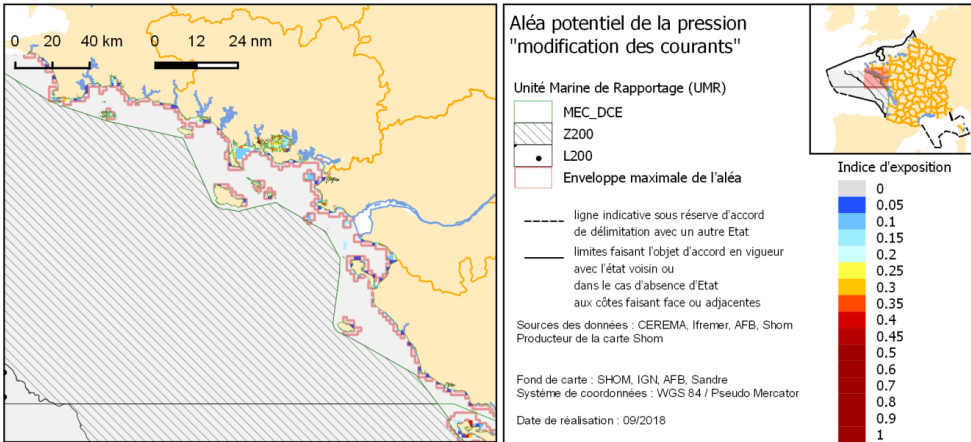 0 20 40 km 0 12 24 nm
Aléa potentiel de la pression
"modification des courants"
Unité Marine de Rapportage (UMR)
MEC_DCE
Z200
L200
Enveloppe maximale de l'aléa
ligne indicative sous réserve d'accord
de délimitation avec un autre Etat
limites faisant l'objet d'accord en vigueur
avec l'état voisin ou
dans le cas d'absence d'Etat
aux côtes faisant face ou adjacentes
Sources des données : CEREMA, Ifremer, AFB, Shom
Producteur de la carte Shom
Fond de carte : SHOM, IGN, AFB, Sandre
Système de coordonnées : WGS 84 / Pseudo Mercator
Date de réalisation : 09/2018
Indice d'exposition
0
0.05
0.1
0.15
0.2
0.25
0.3
0.35
0.4
0.45
0.5
0.6
0.7
0.8
0.9
1